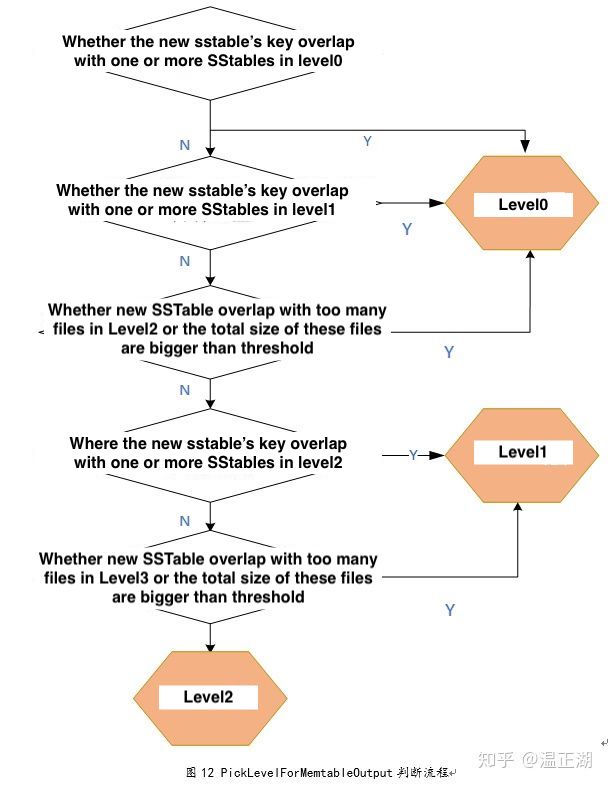 Whether the new sstable's key overlap
with one or more SStables in level0
N
Y
Whether the new sstable's key overlap
with one or more SStables in level1
Level0
Y
N
Whether new SSTable overlap with too many
files in Level2 or the total size of these files
are bigger than threshold
Y
N
Where the new sstable's key overlap
with one or more SStables in level2
Y
Level1
N
Whether new SSTable overlap with too many
files in Level3 or the total size of these files
are bigger than threshold
Y
Level2
知乎 @温正湖
图 12 PickLevelForMemtableOutput 判断流程